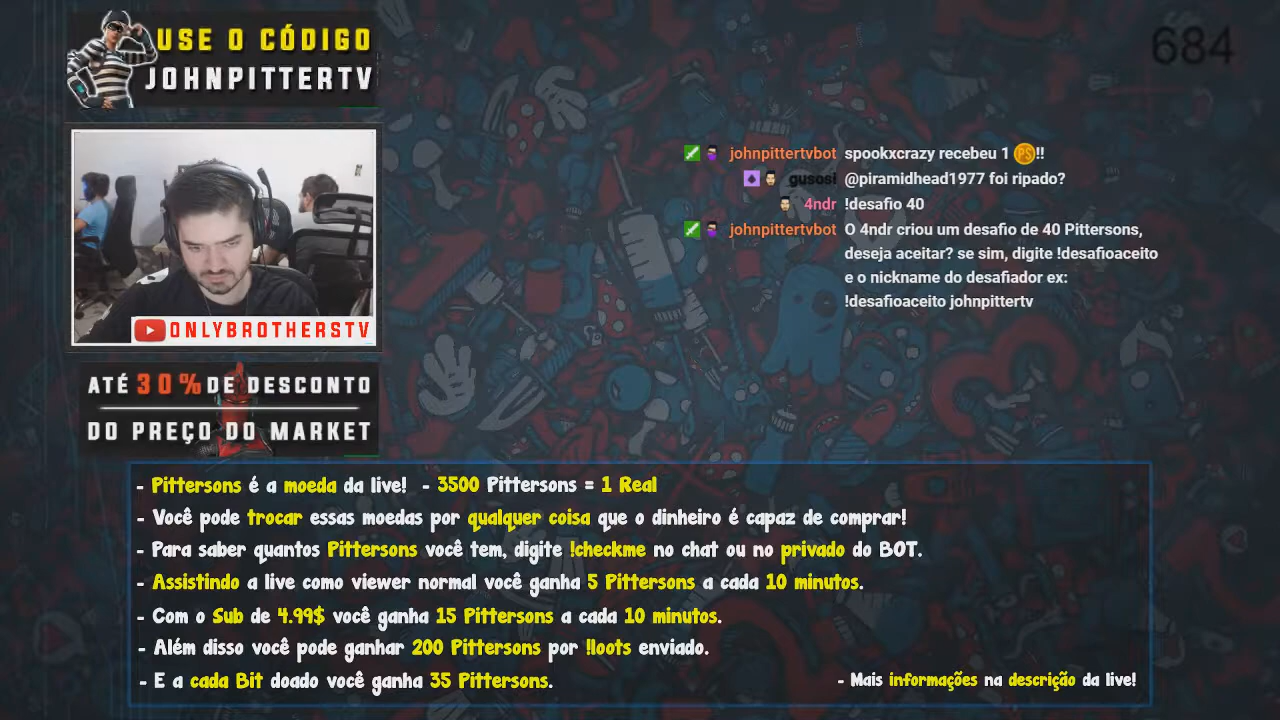 USE O CÓDIGO
JOHNPITTERTV
684
johnpittertvbot spookxcrazy recebeu 1 PS!!
gusosi @piramidhead1977 foi ripado?
4ndr !desafio 40
johnpittertvbot O 4ndr criou um desafio de 40 Pittersons,
deseja aceitar? se sim, digite !desafioaceito
e o nickname do desafiador ex:
!desafioaceito johnpittertv
ONLYBROTHERSTV
ATÉ 30% DE DESCONTO
DO PREÇO DO MARKET
- Pittersons é a moeda da live! - 3500 Pittersons = 1 Real
- Você pode trocar essas moedas por qualquer coisa que o dinheiro é capaz de comprar!
- Para saber quantos Pittersons você tem, digite !checkme no chat ou no privado do BOT.
- Assistindo a live como viewer normal você ganha 5 Pittersons a cada 10 minutos.
- Com o Sub de 4.99$ você ganha 15 Pittersons a cada 10 minutos.
- Além disso você pode ganhar 200 Pittersons por !loots enviado.
- E a cada Bit doado você ganha 35 Pittersons.
- Mais informações na descrição da live!